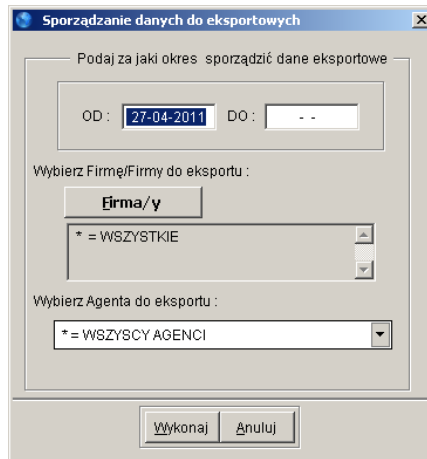 Sporządzanie danych do eksportowych
Podaj za jaki okres sporządzić dane eksportowe
OD : 27-04-2011 DO : - -
Wybierz Firmę/Firmy do eksportu :
Firma/y
* = WSZYSTKIE
Wybierz Agenta do eksportu :
* = WSZYSCY AGENCI
Wykonaj Anuluj